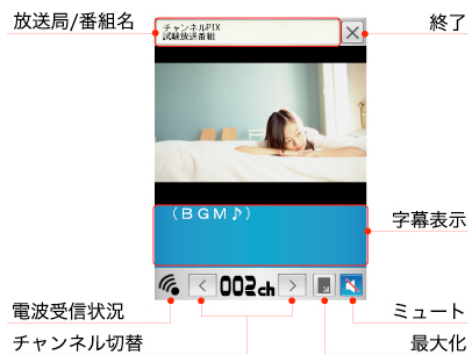 放送局/番組名
チャンネルPIX
試験放送番組
終了
(BGM♪)
字幕表示
002ch
電波受信状況
ミュート
チャンネル切替
最大化